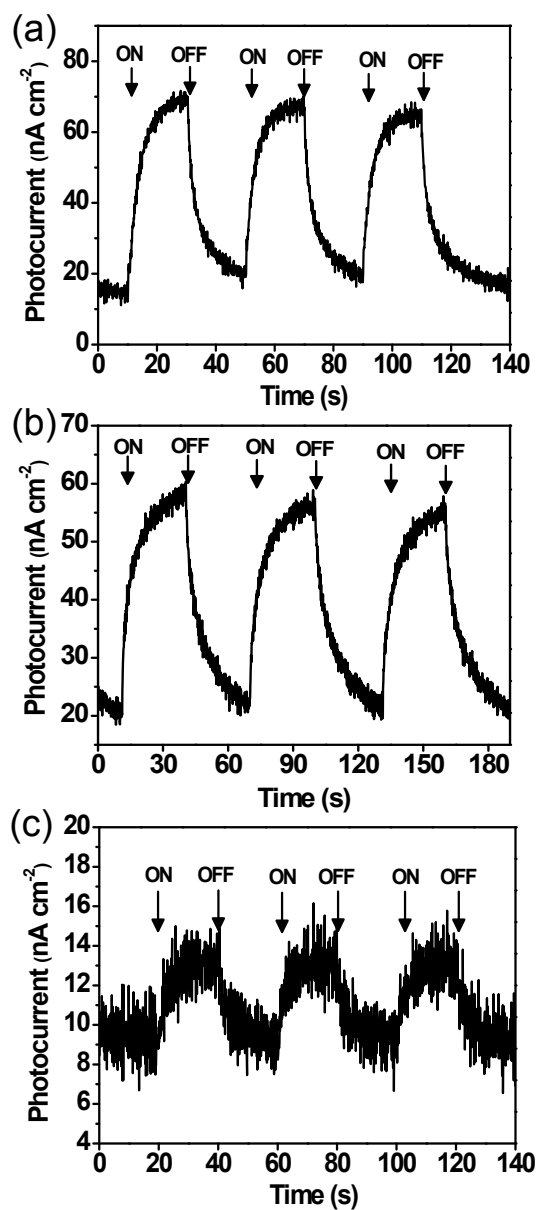 (a)
ON OFF ON OFF ON OFF
80
60
40
20
0
Photocurrent (nA cm-2)
0 20 40 60 80 100 120 140
Time (s)
(b)
ON OFF ON OFF ON OFF
70
60
50
40
30
20
Photocurrent (nA cm-2)
0 30 60 90 120 150 180
Time (s)
(c)
ON OFF ON OFF ON OFF
20
18
16
14
12
10
8
6
4
Photocurrent (nA cm-2)
0 20 40 60 80 100 120 140
Time (s)